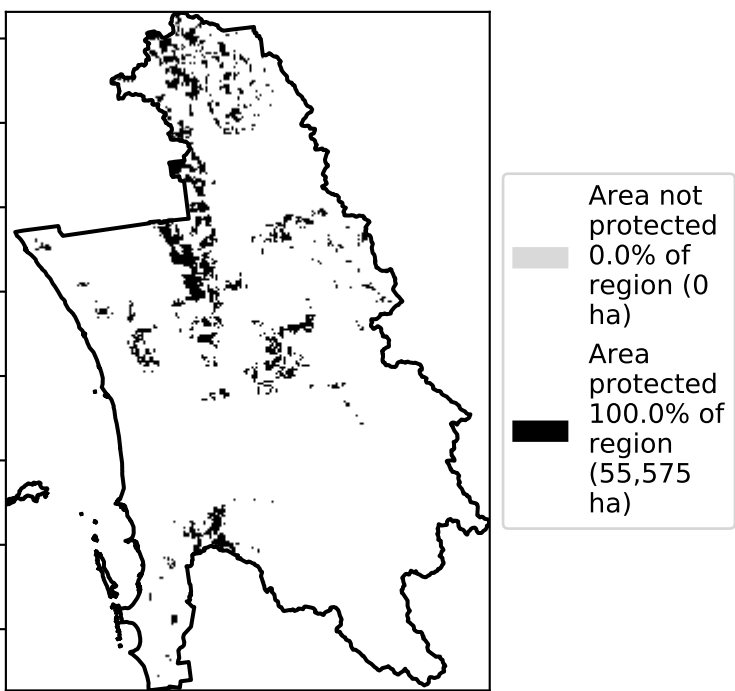 Area not
protected
0.0% of
region (0
ha)
Area
protected
100.0% of
region
(55,575
ha)